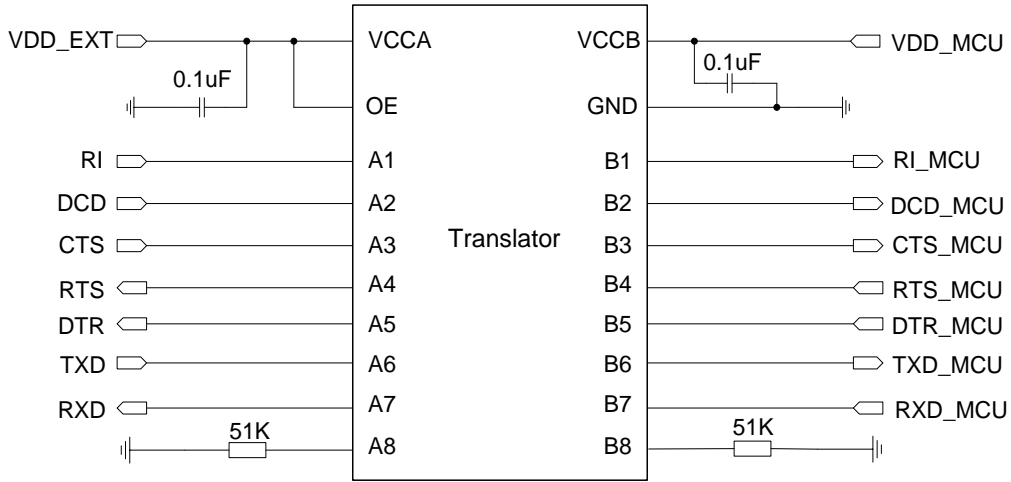 VDD_EXT VCCA VCCB VDD_MCU
0.1uF 0.1uF
OE GND
RI A1 B1 RI_MCU
DCD A2 B2 DCD_MCU
CTS A3 Translator B3 CTS_MCU
RTS A4 B4 RTS_MCU
DTR A5 B5 DTR_MCU
TXD A6 B6 TXD_MCU
RXD A7 B7 RXD_MCU
51K A8 B8 51K